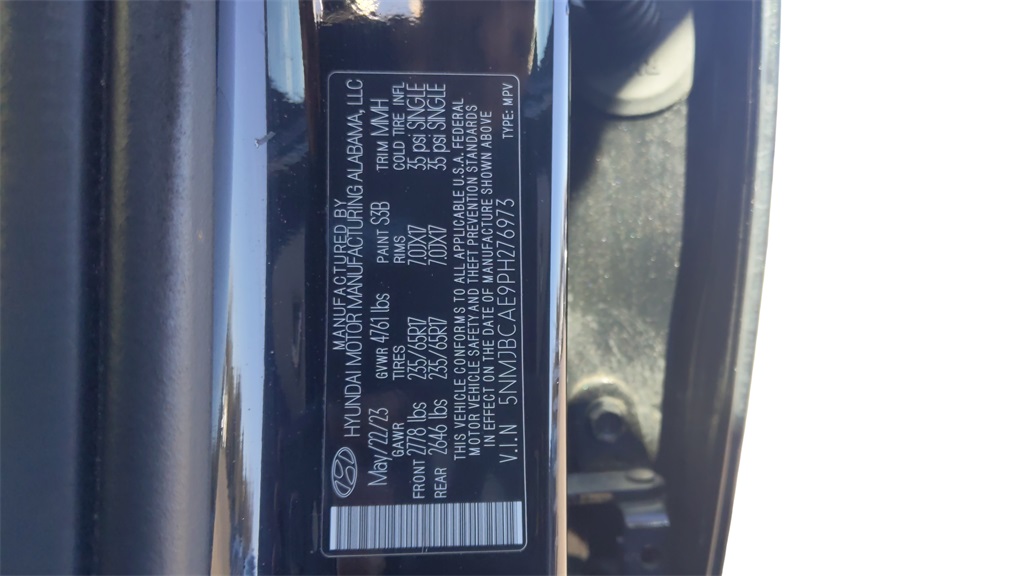 MANUFACTURED BY
HYUNDAI MOTOR MANUFACTURING ALABAMA, LLC
May/22/23 GVWR 4761 lbs PAINT S3B TRIM MMH
GAWR TIRES RIMS COLD TIRE INFL
FRONT 2778 lbs 235/65R17 7.0JX17 35 psi SINGLE
REAR 2646 lbs 235/65R17 7.0JX17 35 psi SINGLE
THIS VEHICLE CONFORMS TO ALL APPLICABLE U.S.A. FEDERAL
MOTOR VEHICLE SAFETY AND THEFT PREVENTION STANDARDS
IN EFFECT ON THE DATE OF MANUFACTURE SHOWN ABOVE
V.I.N 5NMJBCAE9PH276973 TYPE: MPV